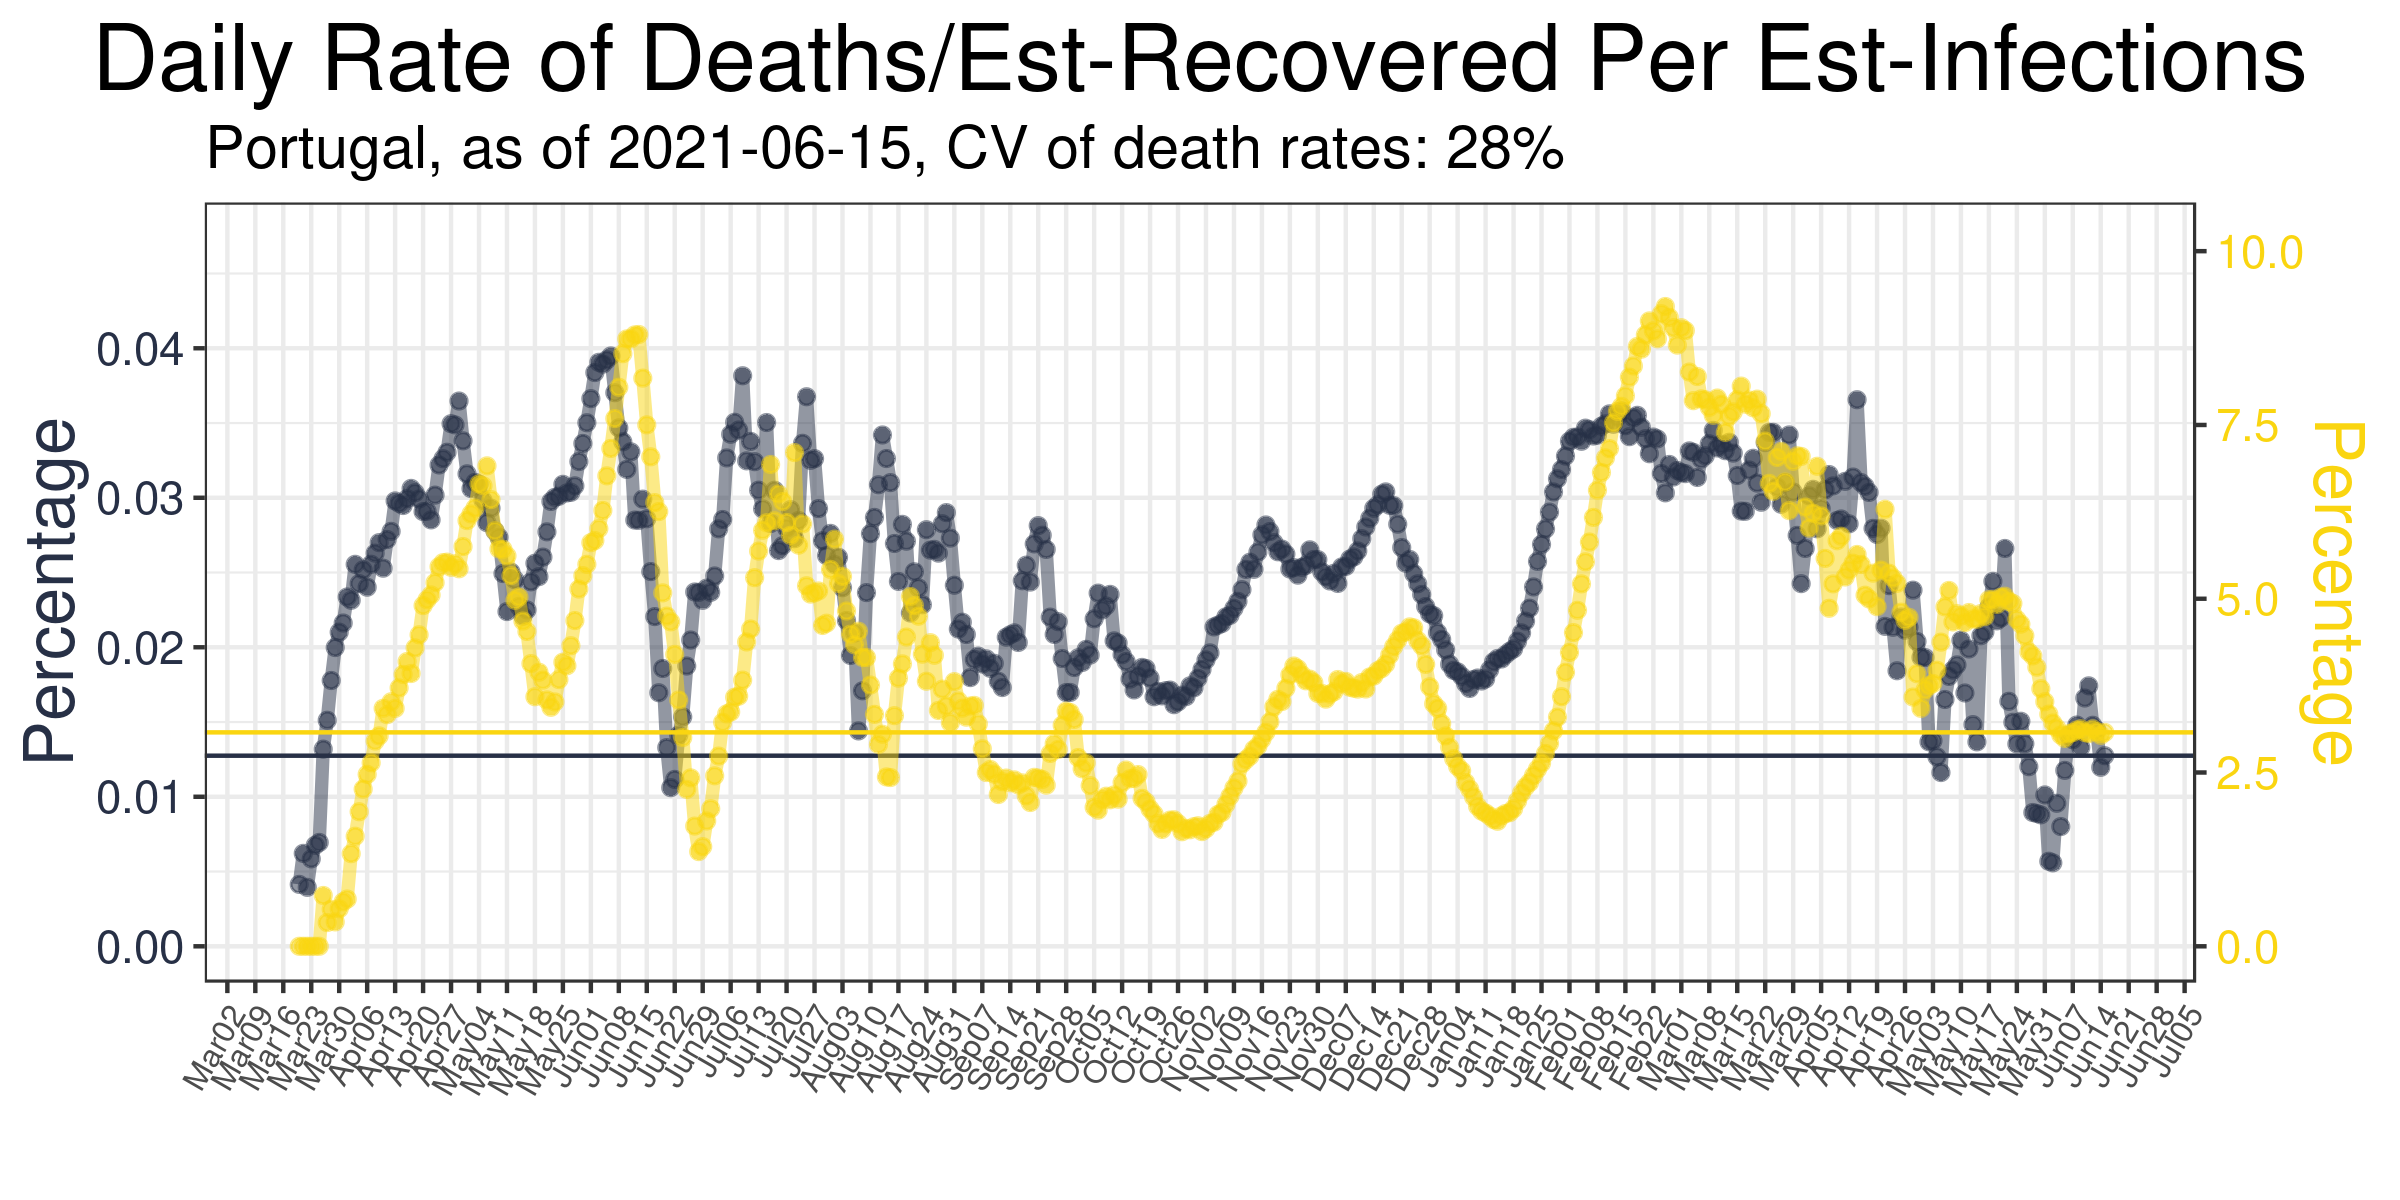 Daily Rate of Deaths/Est-Recovered Per Est-Infections
Portugal, as of 2021-06-15, CV of death rates: 28%
Percentage
0.04
0.03
0.02
0.01
0.00
10.0
7.5
5.0
2.5
0.0
Percentage
Mar02
Mar09
Mar16
Mar23
Mar30
Apr06
Apr13
Apr20
Apr27
May04
May11
May18
May25
Jun01
Jun08
Jun15
Jun22
Jun29
Jul06
Jul13
Jul20
Jul27
Aug03
Aug10
Aug17
Aug24
Aug31
Sep07
Sep14
Sep21
Sep28
Oct05
Oct12
Oct19
Oct26
Nov02
Nov09
Nov16
Nov23
Nov30
Dec07
Dec14
Dec21
Dec28
Jan04
Jan11
Jan18
Jan25
Feb01
Feb08
Feb15
Feb22
Mar01
Mar08
Mar15
Mar22
Mar29
Apr05
Apr12
Apr19
Apr26
May03
May10
May17
May24
May31
Jun07
Jun14
Jun21
Jun28
Jul05